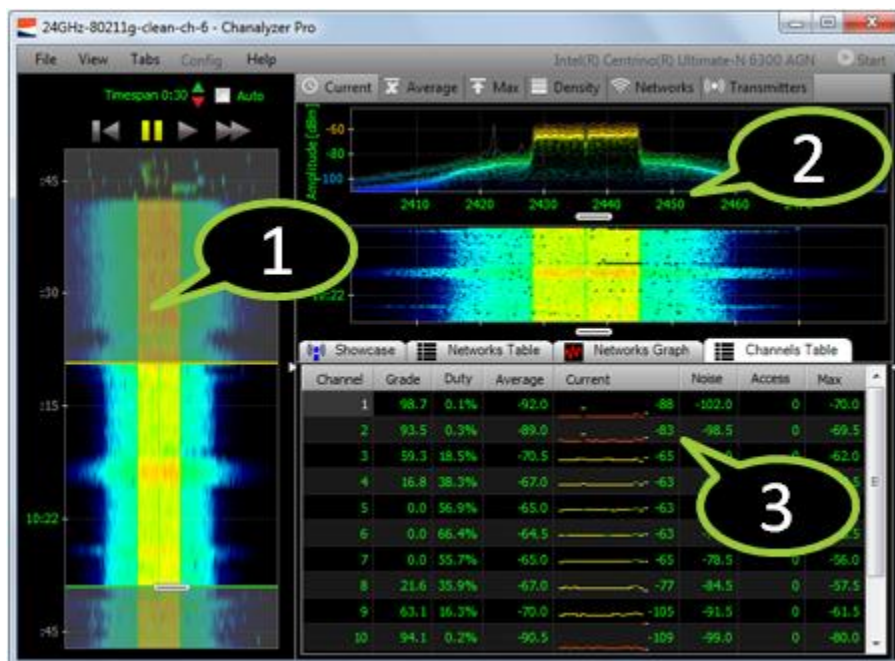 24GHz-80211g-clean-ch-6 - Chanalyzer Pro
File View Tabs Config Help
Intel(R) Centrino(R) Ultimate-N 6300 AGN Start
Timespan 0:30 Auto
Current Average Max Density Networks Transmitters
Amplitude [dBm]
-60
-80
-100
2410 2420 2430 2440 2450 2460
:45
:30
:15
10:22
:45
10:22
1
2
3
Showcase Networks Table Networks Graph Channels Table
Channel Grade Duty Average Current Noise Access Max
1 98.7 0.1% -92.0 -88 -102.0 0 -70.0
2 93.5 0.3% -89.0 -83 -98.5 0 -69.5
3 59.3 18.5% -70.5 -65 0 -62.0
4 16.8 38.3% -67.0 -63
5 0.0 56.9% -65.0 -63
6 0.0 66.4% -64.5 -63
7 0.0 55.7% -65.0 -65 -78.5 0 -56.0
8 21.6 35.9% -67.0 -77 -84.5 0 -57.5
9 63.1 16.3% -70.0 -105 -91.5 0 -61.5
10 94.1 0.2% -90.5 -109 -99.0 0 -80.0